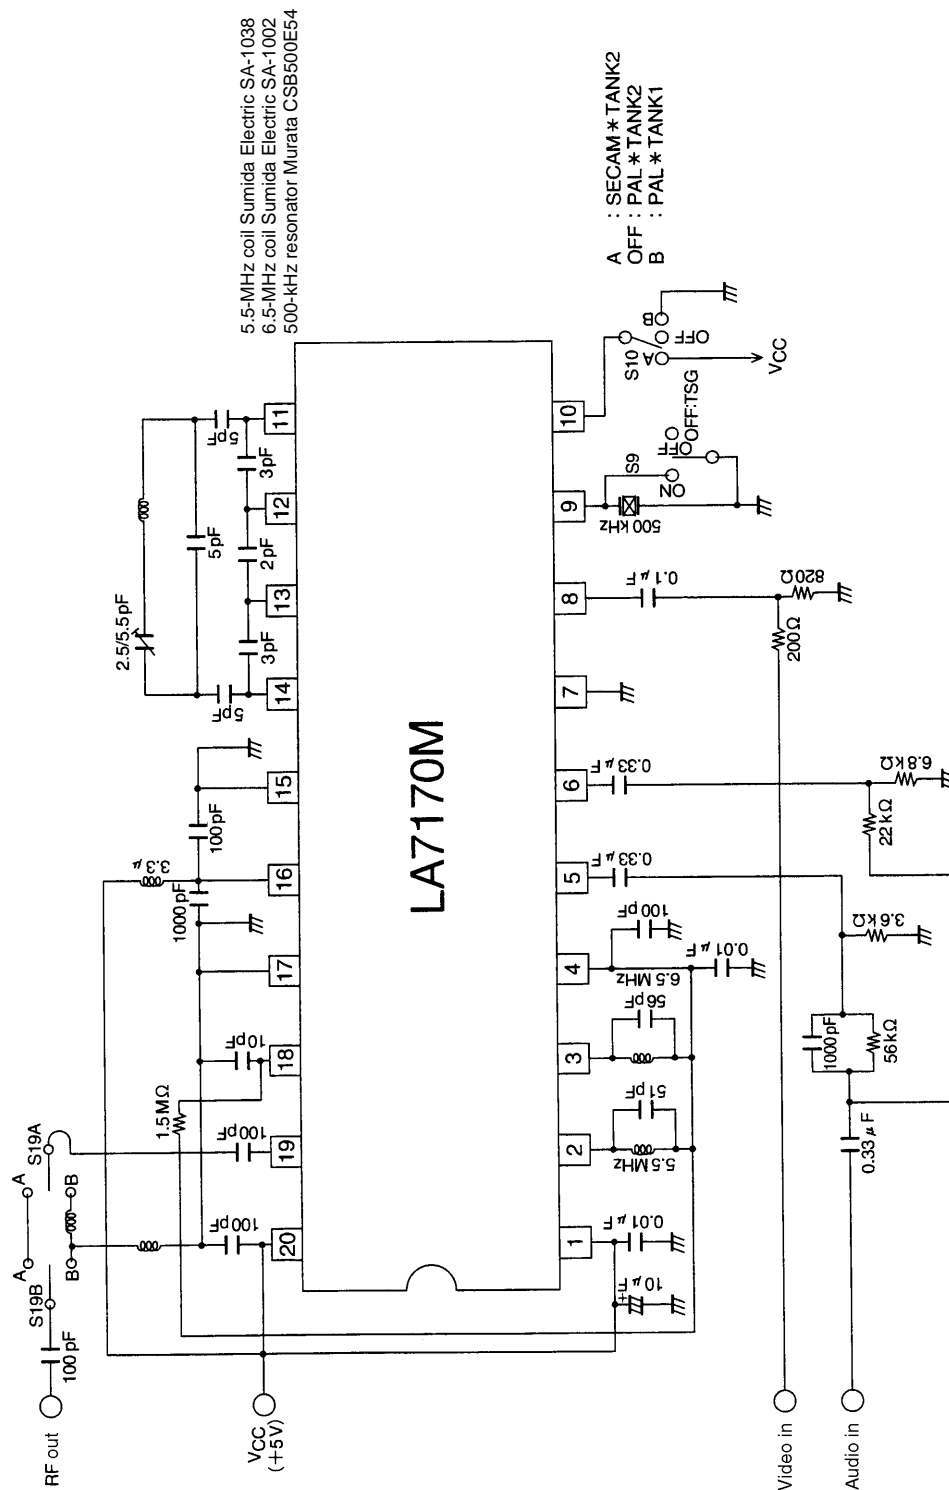 5.5-MHz coil Sumida Electric SA-1038
6.5-MHz coil Sumida Electric SA-1002
500-kHz resonator Murata CSB500E54
RF out
100pF
S19B
A
A
B
B
S19A
VCC
(+5V)
100pF
100pF
1.5MΩ
10pF
1000pF
3.3μ
100pF
5pF
3pF
2.5/5.5pF
5pF
2pF
3pF
5pF
20
19
18
17
16
15
14
13
12
11
LA7170M
1
2
3
4
5
6
7
8
9
10
10μF
+
0.01μF
5.5MHz
51pF
56pF
6.5MHz
100pF
0.01μF
0.33μF
0.33μF
0.1μF
500kHz
S9
ON
OFF
OFF:TSG
S10
A
OFF
B
VCC
A : SECAM*TANK2
OFF : PAL*TANK2
B : PAL*TANK1
Video in
200Ω
820Ω
Audio in
0.33μF
1000pF
56kΩ
3.6kΩ
22kΩ
6.8kΩ